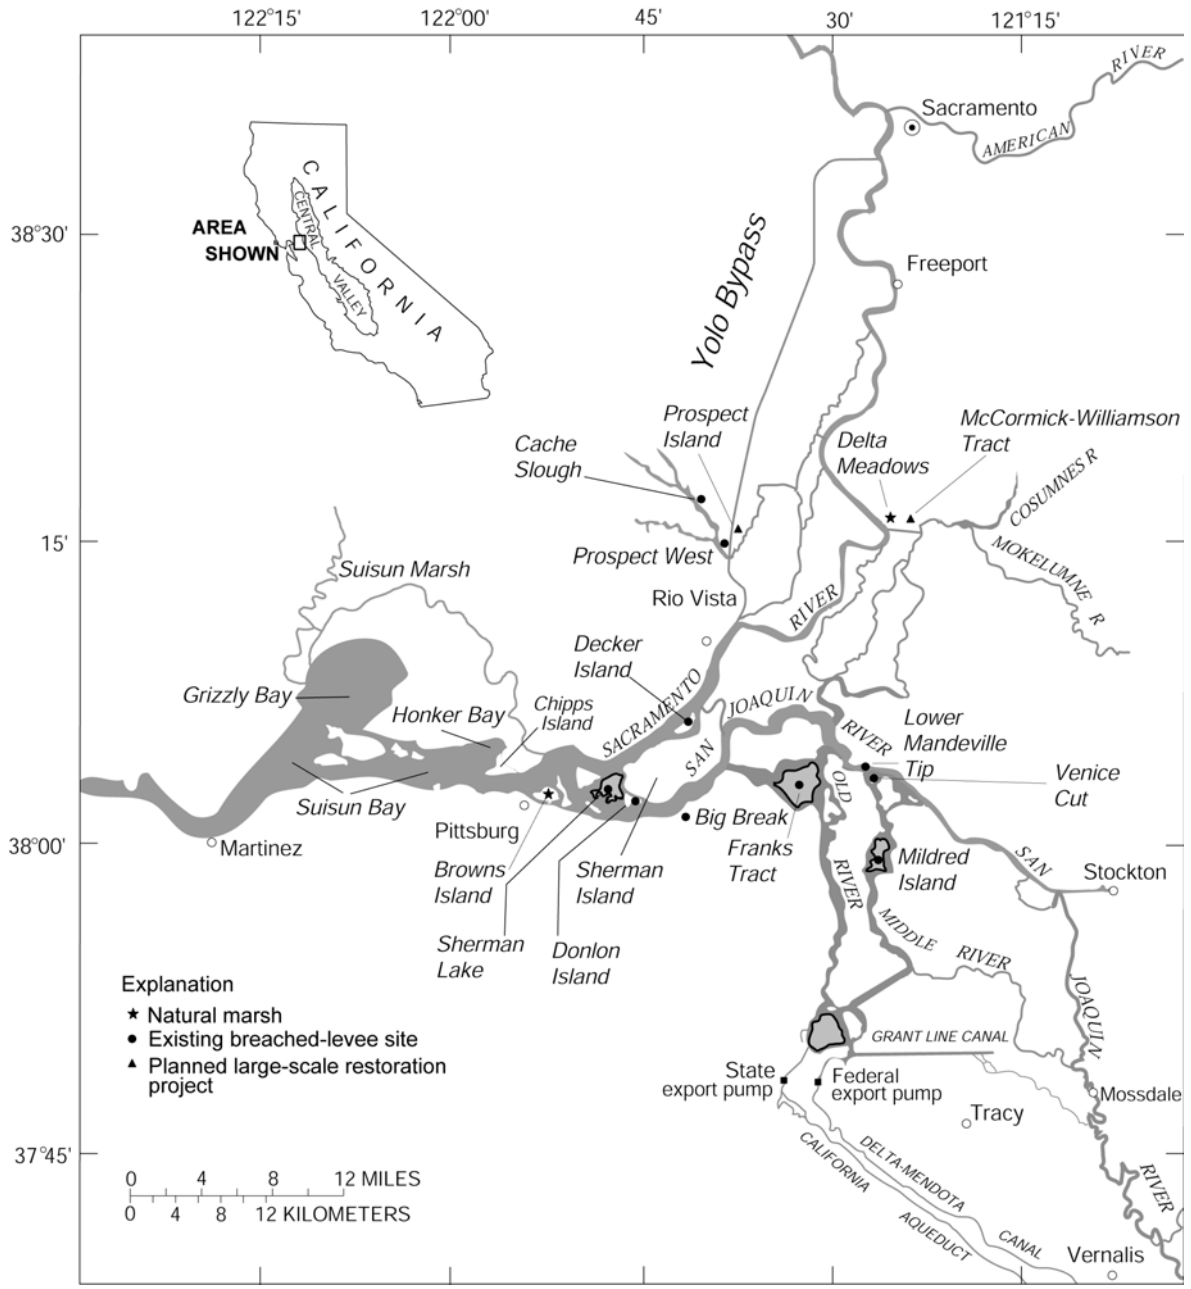 122°15'
122°00'
45'
30'
121°15'
Sacramento
AMERICAN
RIVER
CALIFORNIA
CENTRAL
VALLEY
AREA
SHOWN
38°30'
Yolo Bypass
Freeport
Prospect
Island
McCormick-Williamson
Tract
Delta
Meadows
Cache
Slough
COSUMNES R
15'
Prospect West
MOKELUMNE R
Suisun Marsh
Rio Vista
RIVER
Decker
Island
Grizzly Bay
Honker Bay
Chipps
Island
SACRAMENTO
JOAQUIN
SAN
RIVER
Lower
Mandeville
Tip
Venice
Cut
Suisun Bay
OLD
RIVER
Pittsburg
Big Break
Martinez
38°00'
Franks
Tract
Mildred
Island
SAN
Stockton
Browns
Island
Sherman
Island
Sherman
Lake
Donlon
Island
MIDDLE RIVER
JOAQUIN
Explanation
Natural marsh
Existing breached-levee site
Planned large-scale restoration
project
GRANT LINE CANAL
State
export pump
Federal
export pump
Mossdale
Tracy
37°45'
CALIFORNIA
AQUEDUCT
DELTA-MENDOTA
CANAL
RIVER
Vernalis
0 4 8 12 MILES
0 4 8 12 KILOMETERS